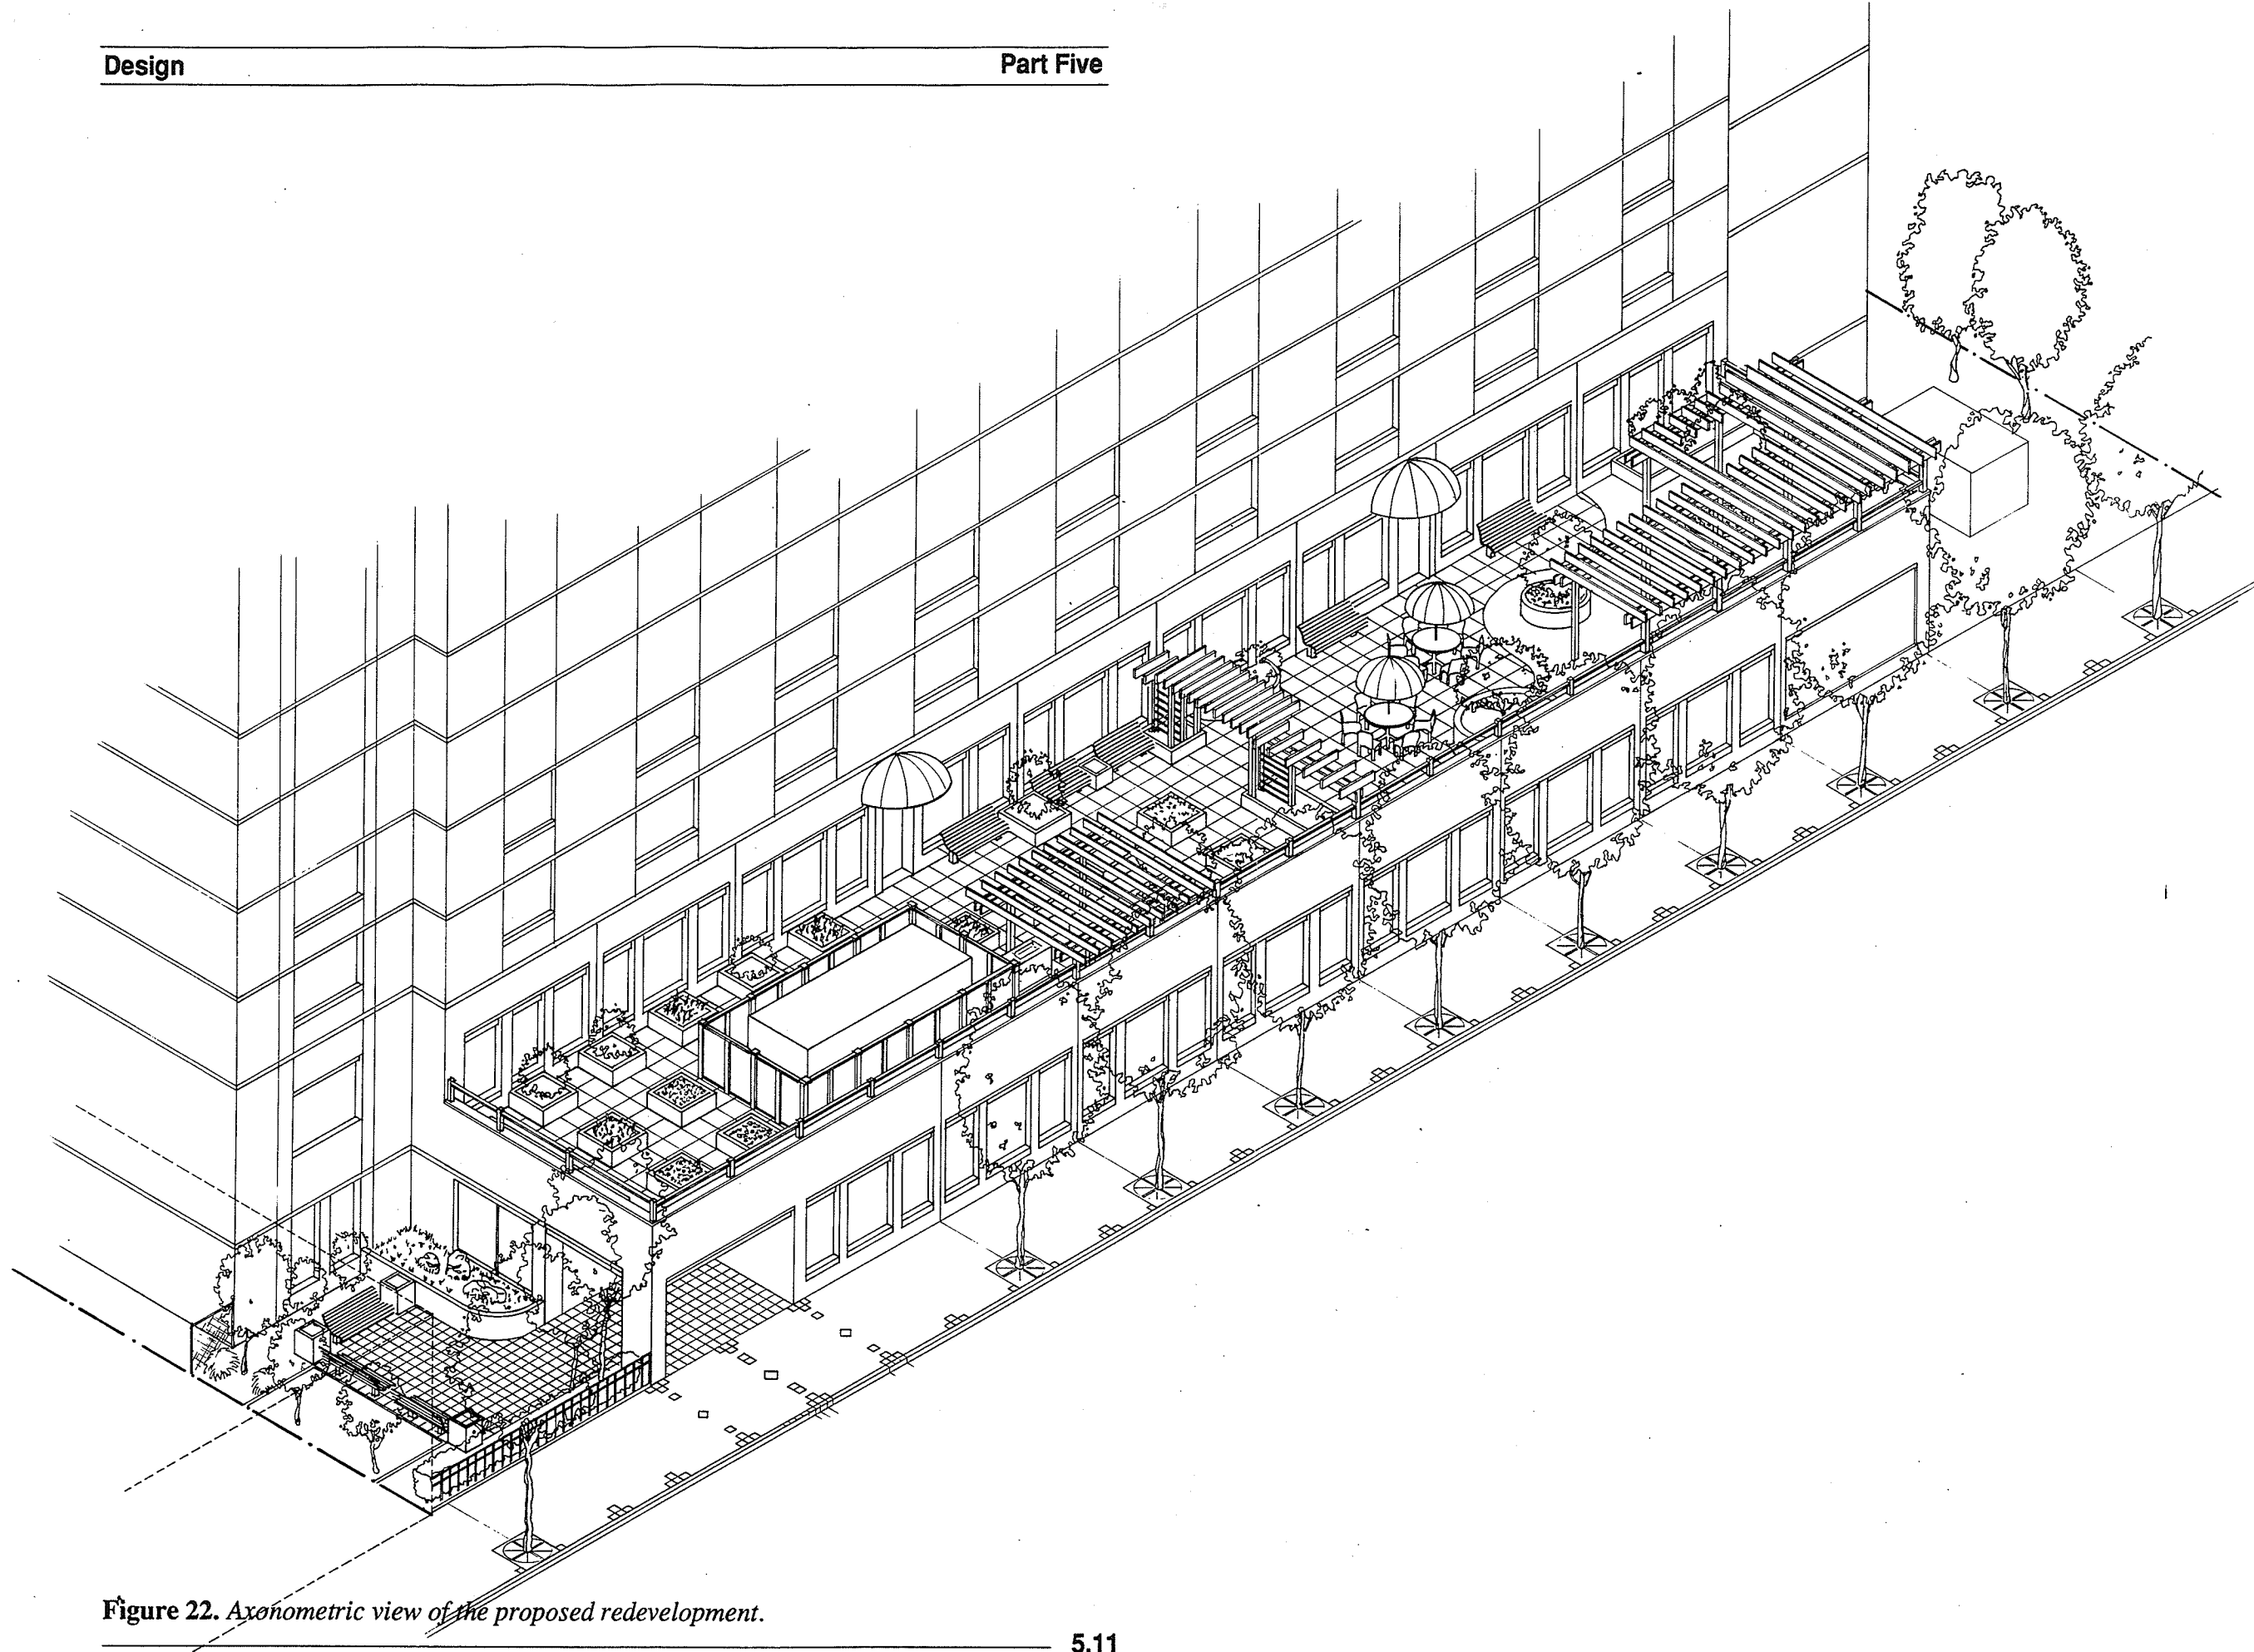 Design Part Five
Figure 22. Axonometric view of the proposed redevelopment.
5.11